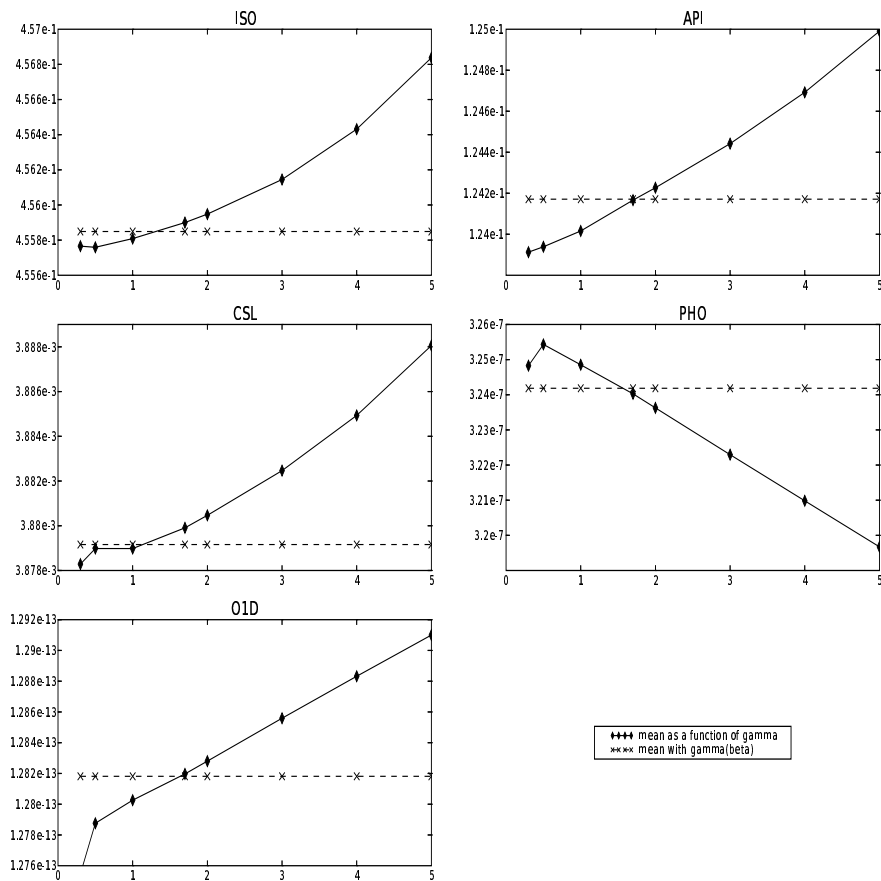 ISO
4.57e-1
4.568e-1
4.566e-1
4.564e-1
4.562e-1
4.56e-1
4.558e-1
4.556e-1
0 1 2 3 4 5
API
1.25e-1
1.248e-1
1.246e-1
1.244e-1
1.242e-1
1.24e-1
0 1 2 3 4 5
CSL
3.888e-3
3.886e-3
3.884e-3
3.882e-3
3.88e-3
3.878e-3
0 1 2 3 4 5
PHO
3.26e-7
3.25e-7
3.24e-7
3.23e-7
3.22e-7
3.21e-7
3.2e-7
0 1 2 3 4 5
O1D
1.292e-13
1.29e-13
1.288e-13
1.286e-13
1.284e-13
1.282e-13
1.28e-13
1.278e-13
1.276e-13
0 1 2 3 4 5
mean as a function of gamma
mean with gamma(beta)